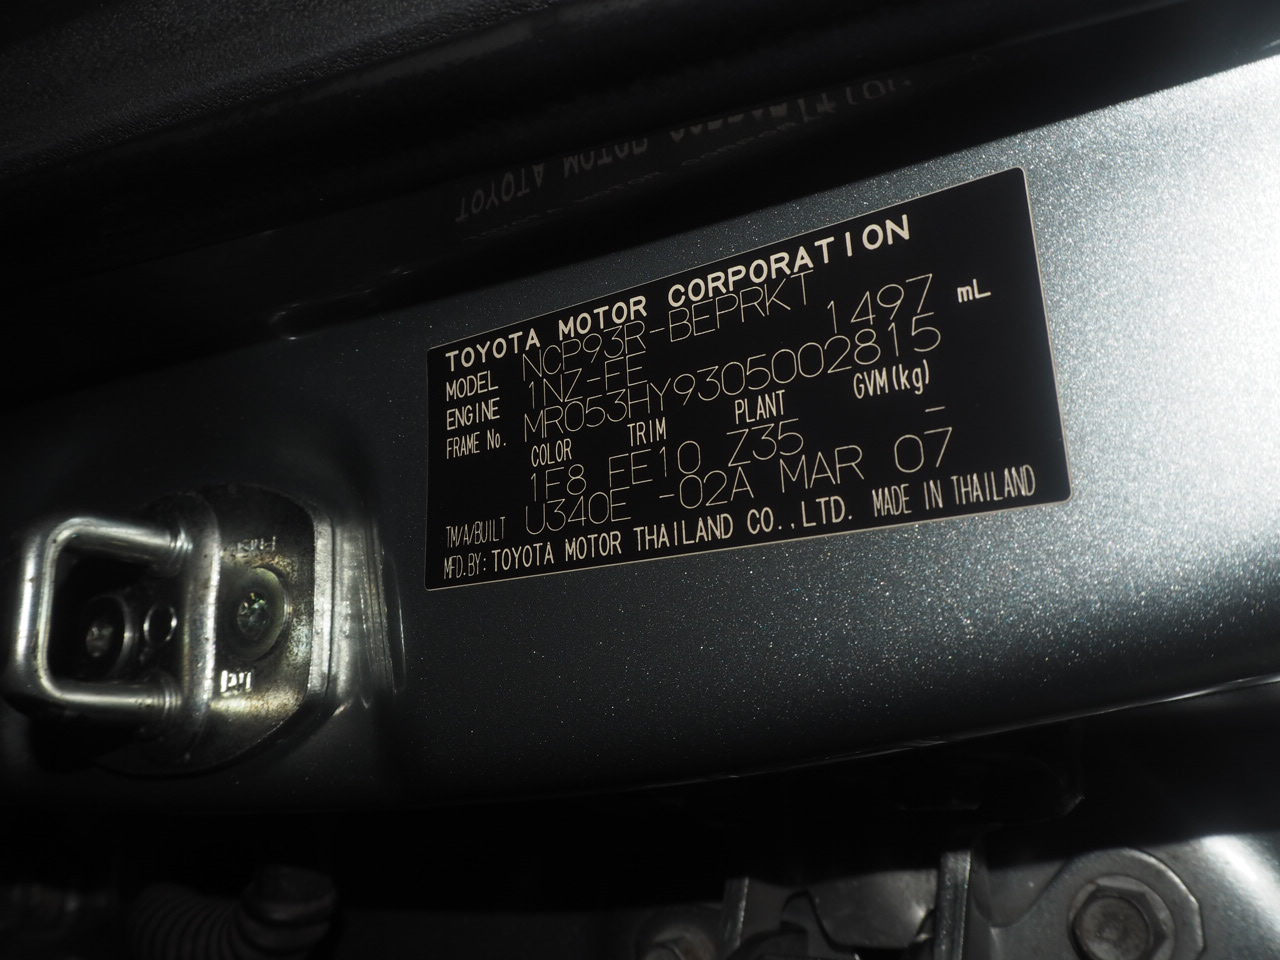 TOYOTA MOTOR CORPORATION
MODEL NCP93R-BEPRKT
ENGINE 1NZ-FE 1497 mL
FRAME No. MR053HY9305002815
COLOR TRIM PLANT GVM(kg)
1E8 FE10 Z35 –
TM/A/BUILT U340E -02A MAR 07
MFD.BY: TOYOTA MOTOR THAILAND CO.,LTD. MADE IN THAILAND